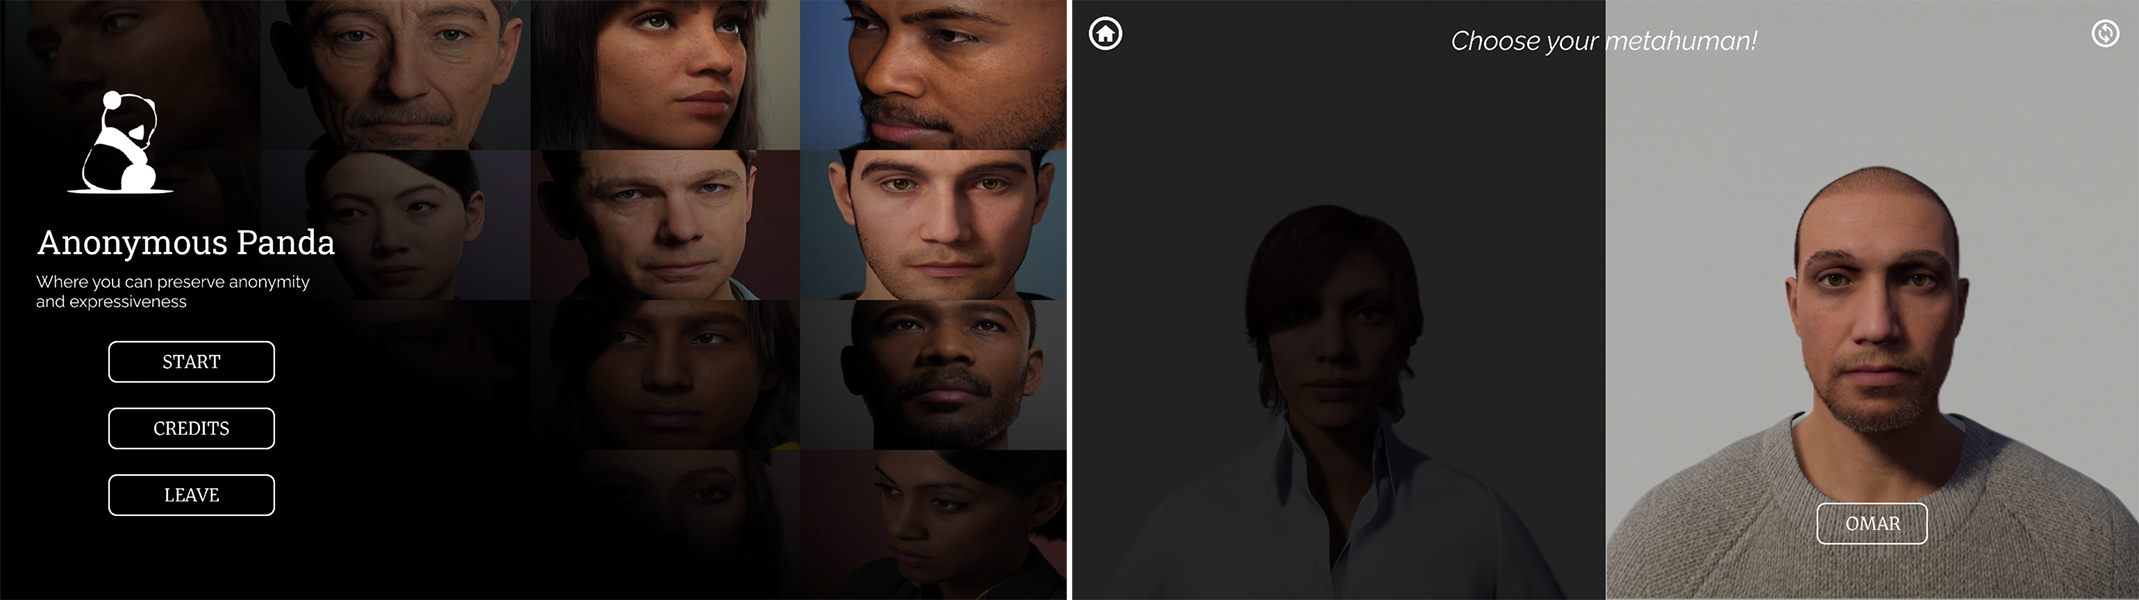 Anonymous Panda
Where you can preserve anonymity
and expressiveness
START
CREDITS
LEAVE
Choose your metahuman!
OMAR